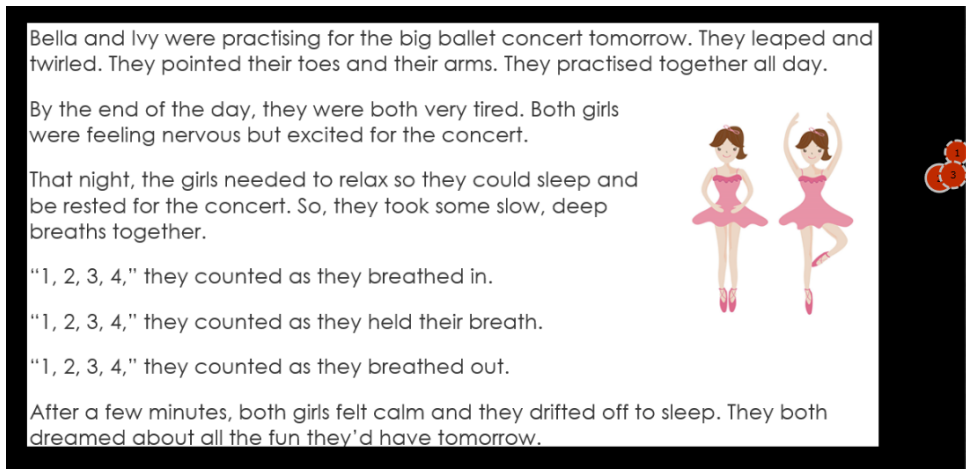 Bella and Ivy were practising for the big ballet concert tomorrow. They leaped and
twirled. They pointed their toes and their arms. They practised together all day.
By the end of the day, they were both very tired. Both girls
were feeling nervous but excited for the concert.
That night, the girls needed to relax so they could sleep and
be rested for the concert. So, they took some slow, deep
breaths together.
“1, 2, 3, 4,” they counted as they breathed in.
“1, 2, 3, 4,” they counted as they held their breath.
“1, 2, 3, 4,” they counted as they breathed out.
After a few minutes, both girls felt calm and they drifted off to sleep. They both
dreamed about all the fun they’d have tomorrow.
1
3